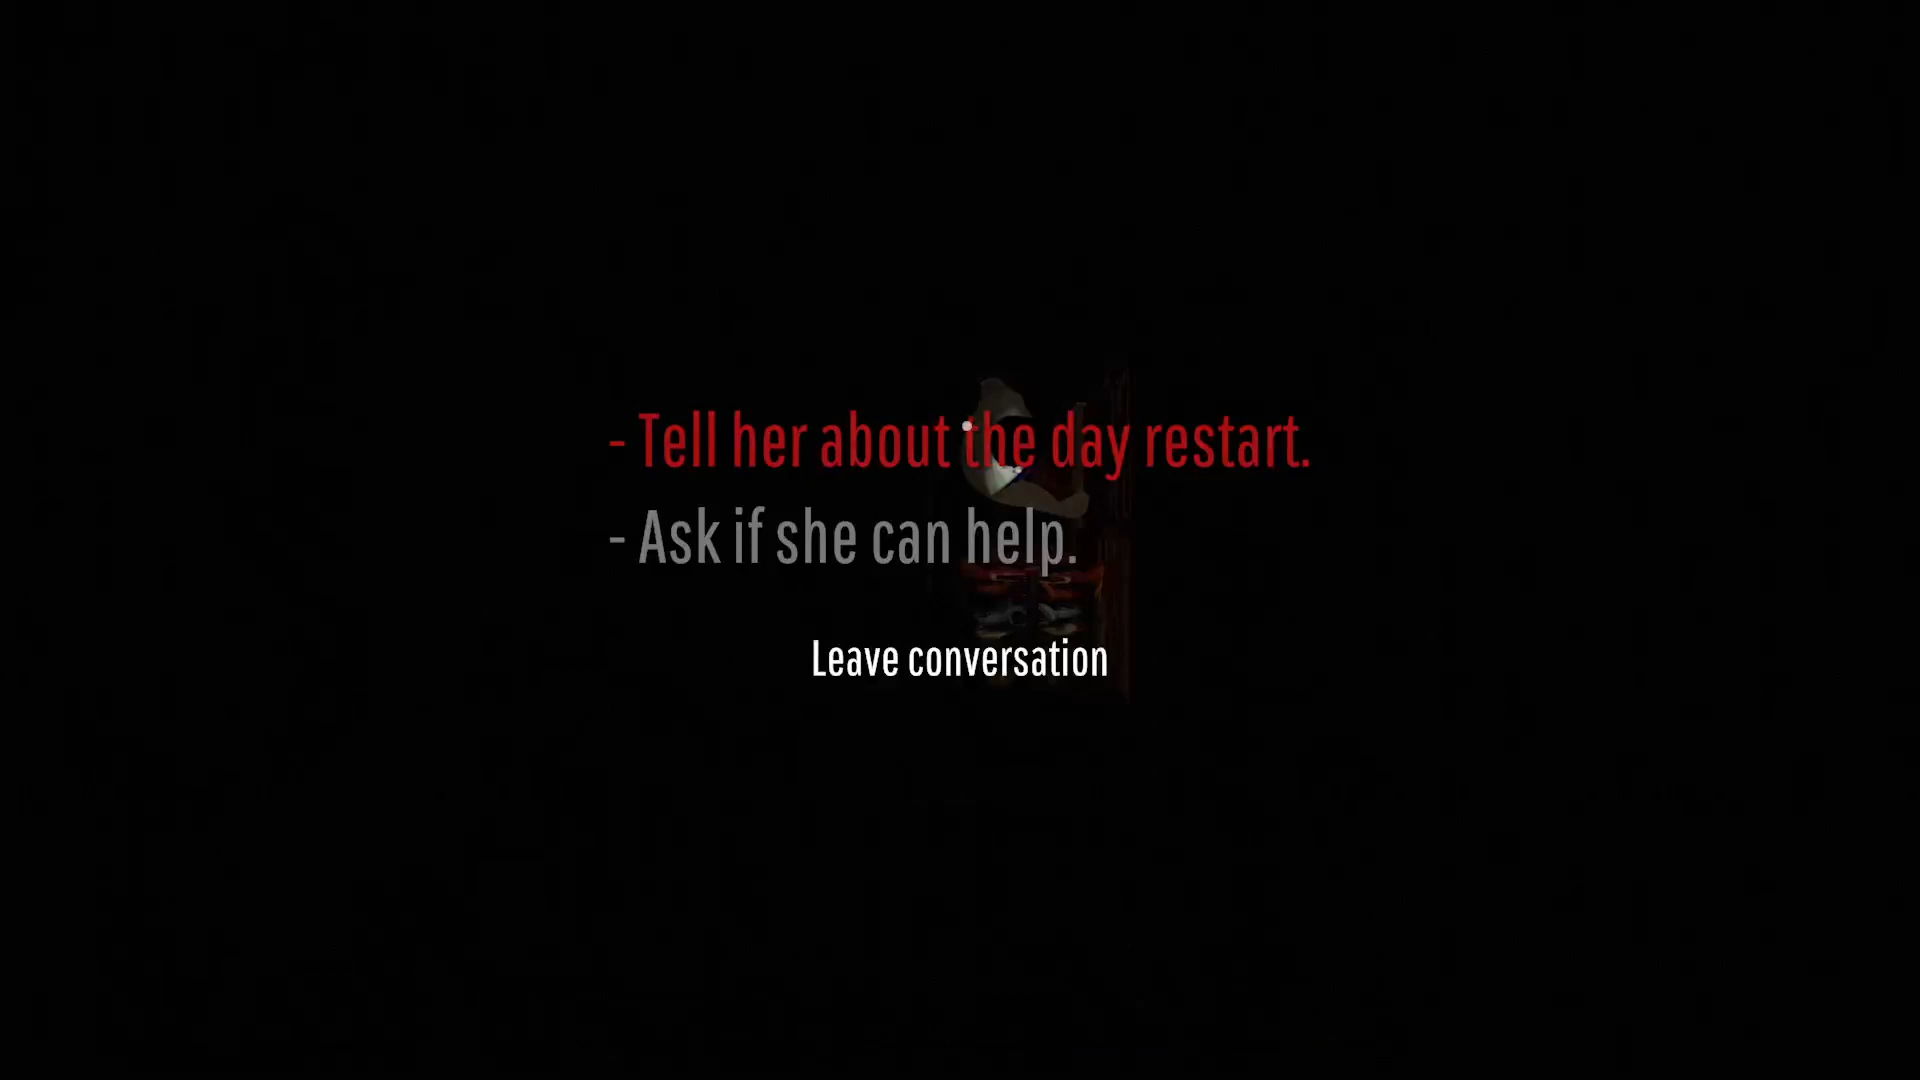 - Tell her about the day restart.
- Ask if she can help.
Leave conversation